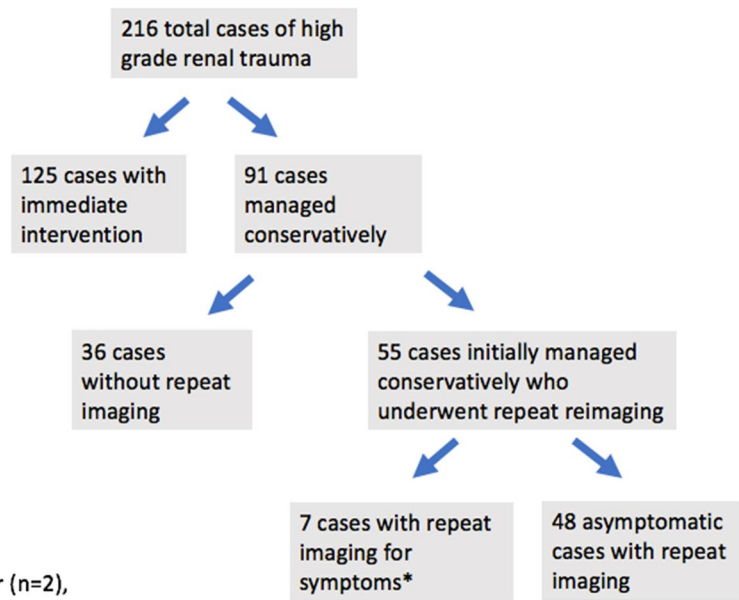 216 total cases of high
grade renal trauma
125 cases with
immediate
intervention
91 cases
managed
conservatively
36 cases
without repeat
imaging
55 cases initially managed
conservatively who
underwent repeat reimaging
7 cases with repeat
imaging for
symptoms*
48 asymptomatic
cases with repeat
imaging
(n=2),